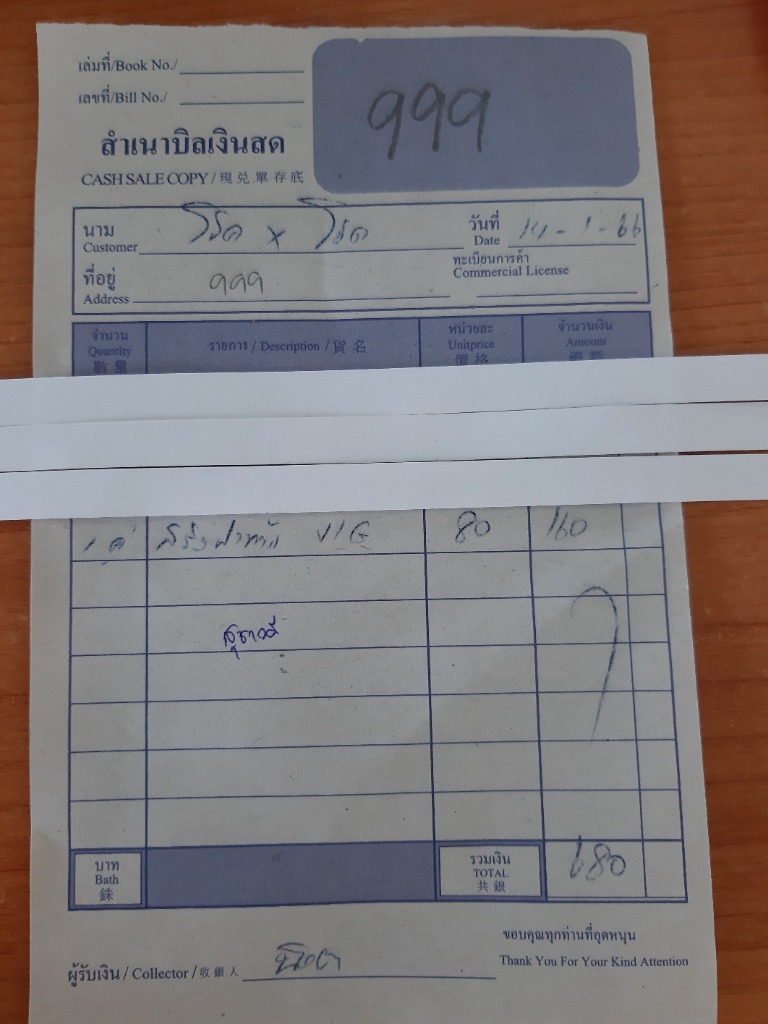 เล่มที่/Book No./
เลขที่/Bill No./
999
สำเนาบิลเงินสด
CASH SALE COPY / 現兌單存底
นาม
Customer
วันที่ 14-1-66
Date
ที่อยู่ 999
Address
ทะเบียนการค้า
Commercial License
จำนวน
Quantity
數量
รายการ / Description / 貨名
หน่วยละ
Unitprice
價格
จำนวนเงิน
Amount
1 80 160
บาท
Bath
銖
รวมเงิน
TOTAL
共銀
680
ขอบคุณทุกท่านที่อุดหนุน
Thank You For Your Kind Attention
ผู้รับเงิน / Collector / 收銀人